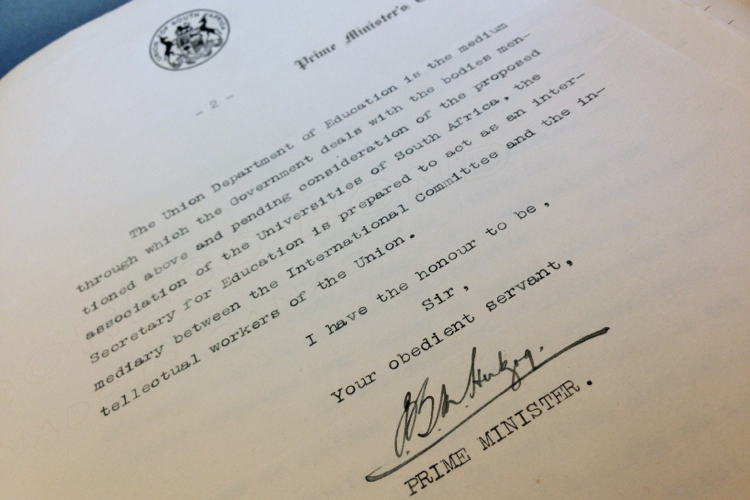 Prime Minister's
- 2 -
The Union Department of Education is the medium
through which the Government deals with the bodies men-
tioned above and pending consideration of the proposed
association of the Universities of South Africa, the
Secretary for Education is prepared to act as an inter-
mediary between the International Committee and the in-
tellectual workers of the Union.
I have the honour to be,
Sir,
Your obedient servant,
J.B.M. Hertzog.
PRIME MINISTER.